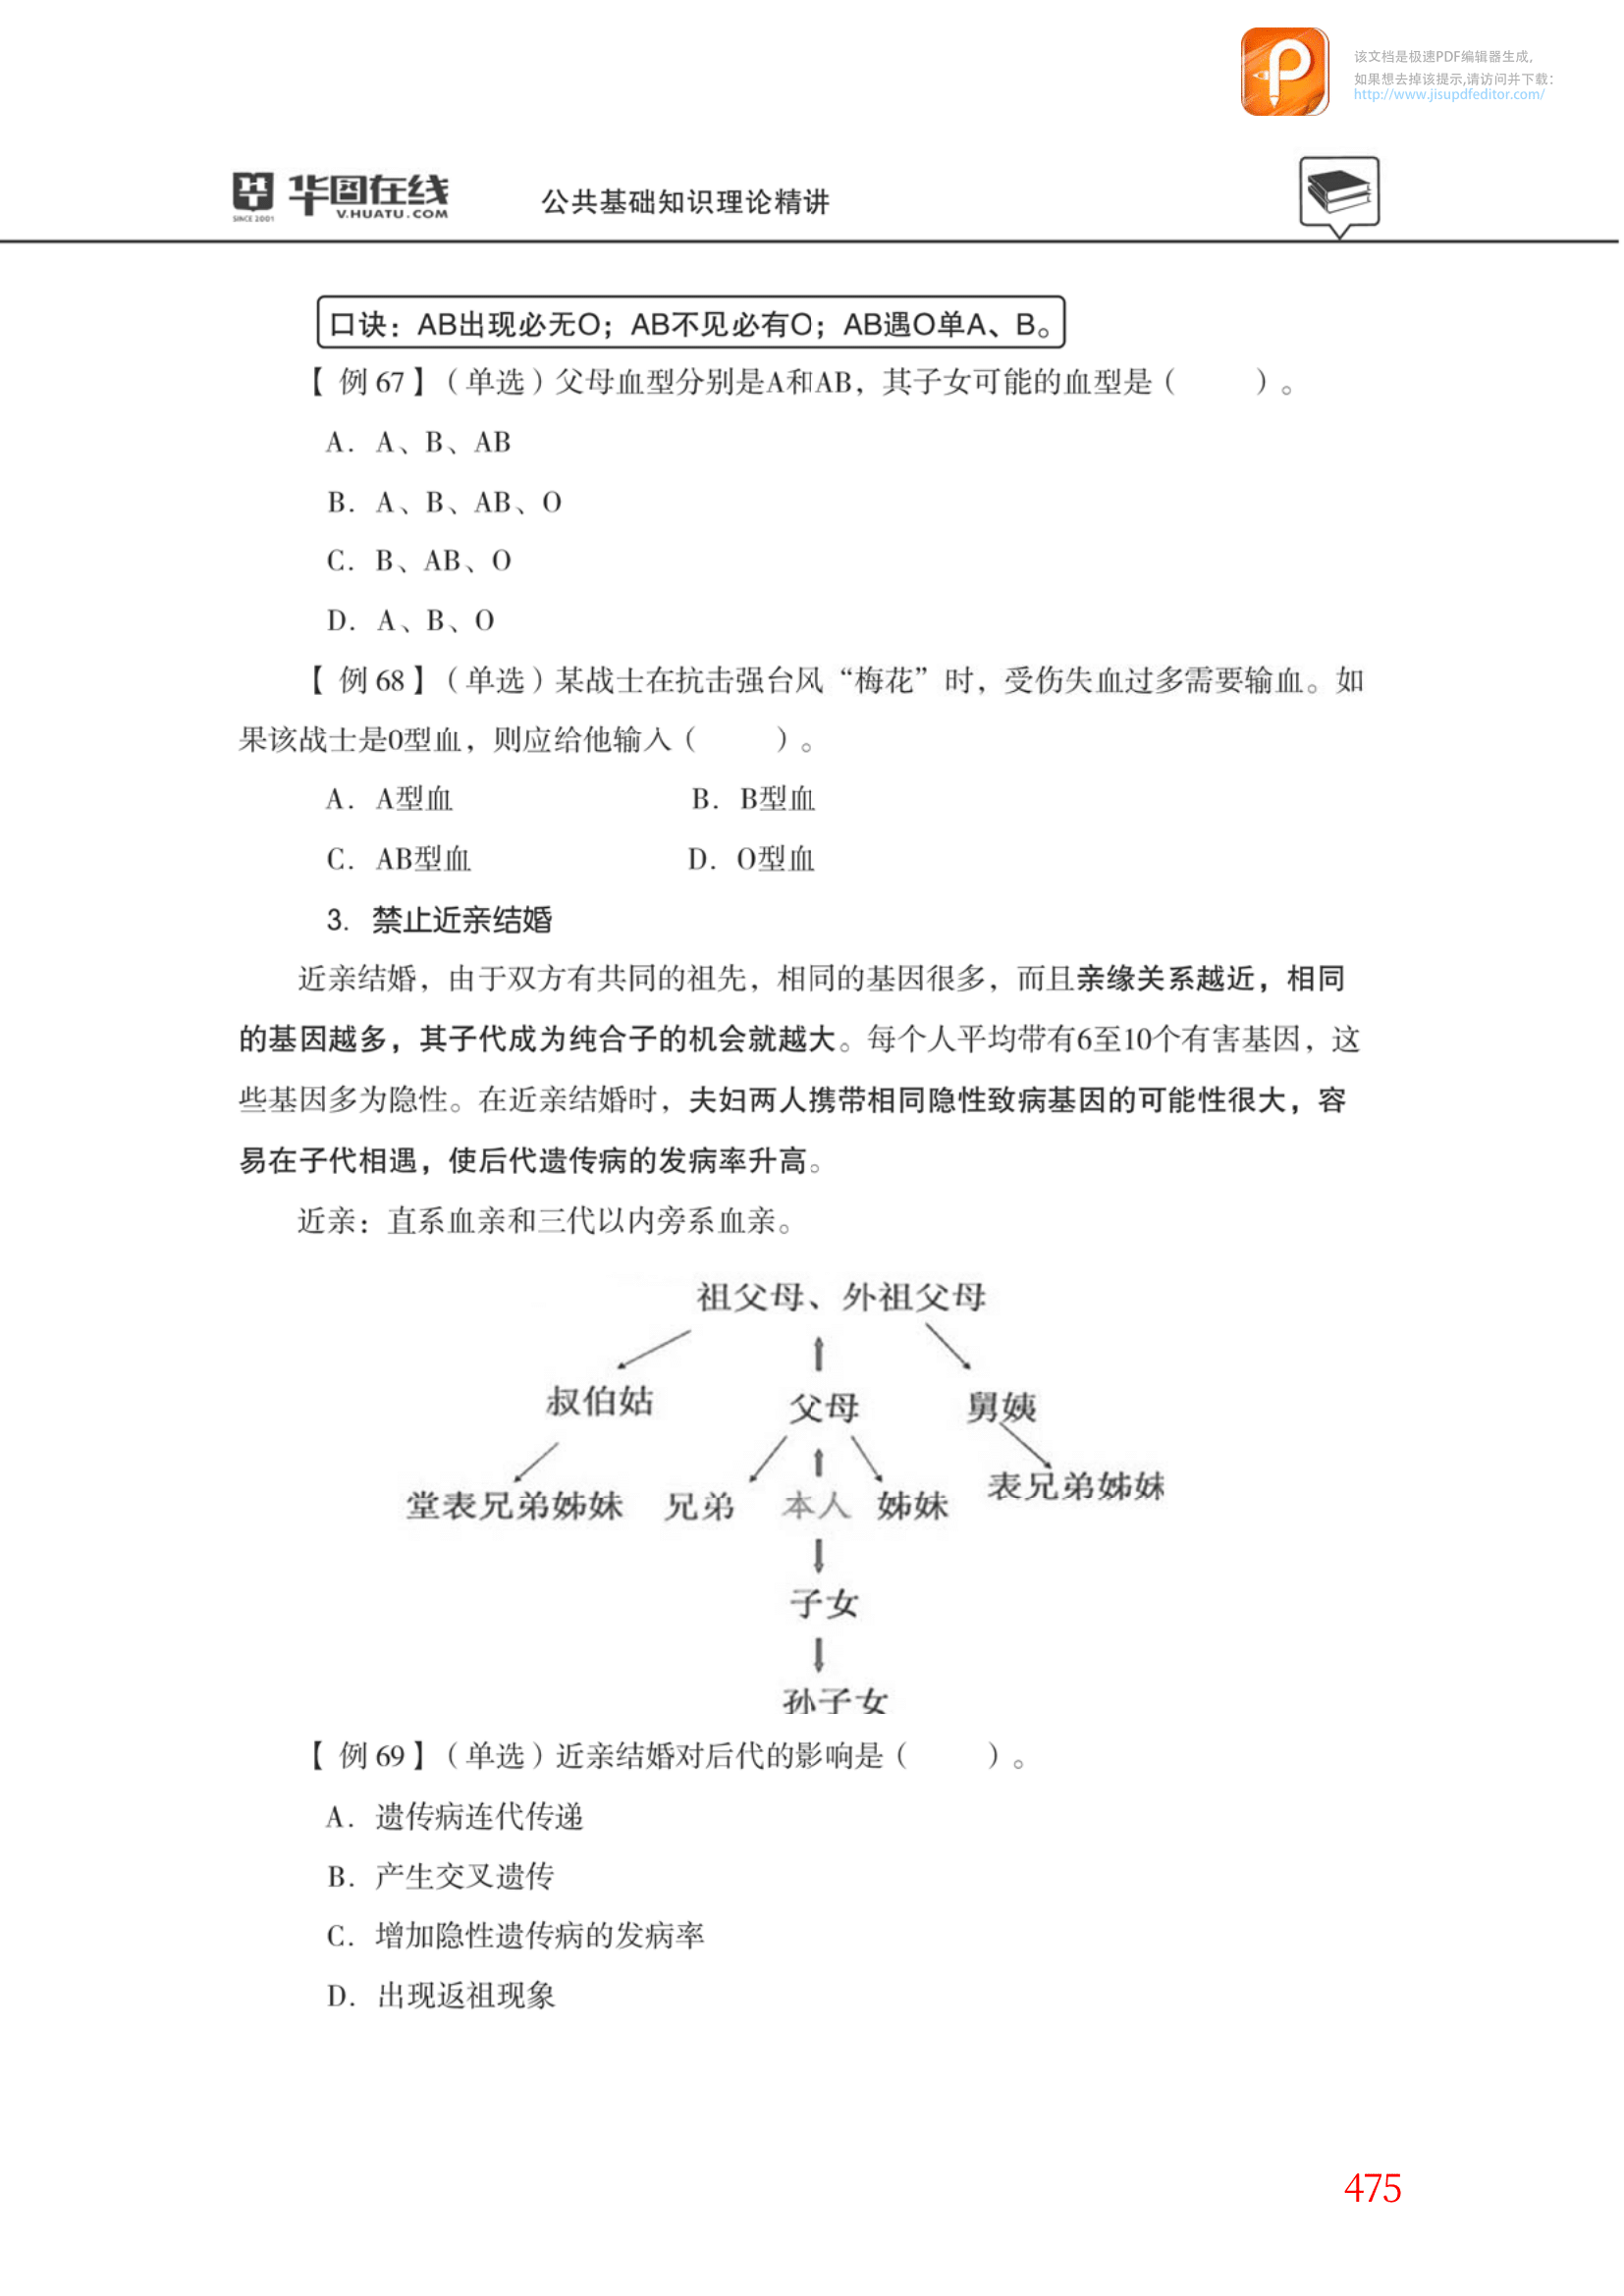 该文档是极速PDF编辑器生成,
如果想去掉该提示,请访问并下载:
http://www.jisupdfeditor.com/
华图在线
SINCE 2001 V.HUATU.COM
公共基础知识理论精讲
口诀：AB出现必无O；AB不见必有O；AB遇O单A、B。
【 例 67 】（单选）父母血型分别是A和AB，其子女可能的血型是（  ）。
A. A、B、AB
B. A、B、AB、O
C. B、AB、O
D. A、B、O
【 例 68 】（单选）某战士在抗击强台风“梅花”时，受伤失血过多需要输血。如
果该战士是O型血，则应给他输入（  ）。
A. A型血 B. B型血
C. AB型血 D. O型血
3. 禁止近亲结婚
近亲结婚，由于双方有共同的祖先，相同的基因很多，而且亲缘关系越近，相同
的基因越多，其子代成为纯合子的机会就越大。每个人平均带有6至10个有害基因，这
些基因多为隐性。在近亲结婚时，夫妇两人携带相同隐性致病基因的可能性很大，容
易在子代相遇，使后代遗传病的发病率升高。
近亲：直系血亲和三代以内旁系血亲。
祖父母、外祖父母
叔伯姑 父母 舅姨
堂表兄弟姊妹 兄弟 本人 姊妹 表兄弟姊妹
子女
孙子女
【 例 69 】（单选）近亲结婚对后代的影响是（  ）。
A. 遗传病连代传递
B. 产生交叉遗传
C. 增加隐性遗传病的发病率
D. 出现返祖现象
475